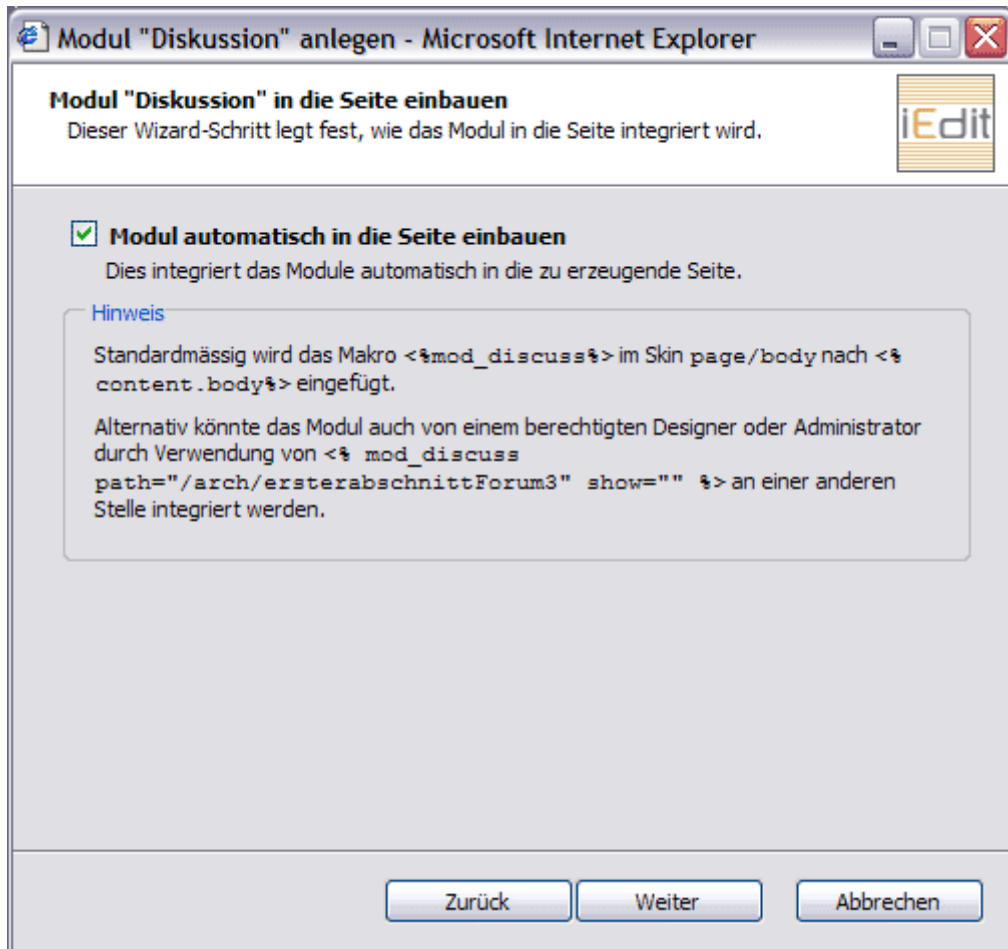 Modul "Diskussion" anlegen - Microsoft Internet Explorer
Modul "Diskussion" in die Seite einbauen
Dieser Wizard-Schritt legt fest, wie das Modul in die Seite integriert wird.
iEdit
Modul automatisch in die Seite einbauen
Dies integriert das Module automatisch in die zu erzeugende Seite.
Hinweis
Standardmässig wird das Makro <%mod_discuss%> im Skin page/body nach <%
content.body%> eingefügt.
Alternativ könnte das Modul auch von einem berechtigten Designer oder Administrator
durch Verwendung von <% mod_discuss
path="/arch/ersterabschnittForum3" show="" %> an einer anderen
Stelle integriert werden.
Zurück
Weiter
Abbrechen